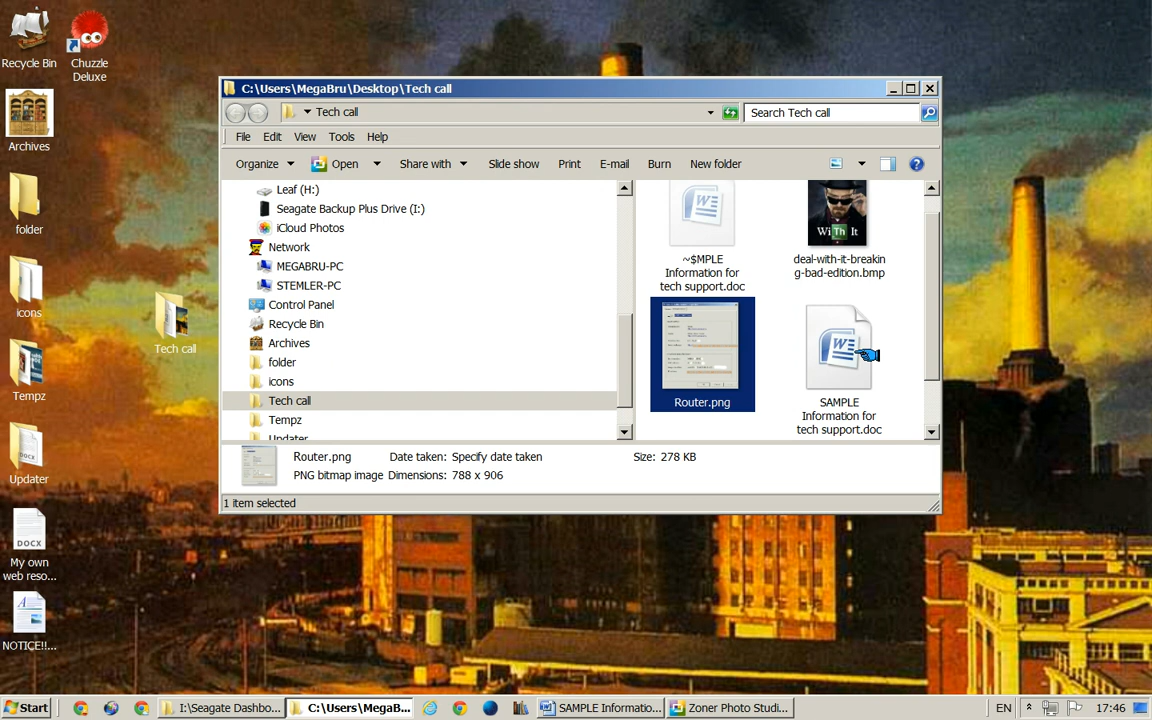 Recycle Bin
Chuzzle
Deluxe
Archives
folder
icons
Tech call
Tempz
Updater
DOCX
DOCX
My own
web reso...
A
NOTICE!!...
C:\Users\MegaBru\Desktop\Tech call
Tech call
Search Tech call
File Edit View Tools Help
Organize Open Share with Slide show Print E-mail Burn New folder
Leaf (H:)
Seagate Backup Plus Drive (I:)
iCloud Photos
Network
MEGABRU-PC
STEMLER-PC
Control Panel
Recycle Bin
Archives
folder
icons
Tech call
Tempz
Updater
W
~$MPLE
Information for
tech support.doc
Wi Th It
deal-with-it-breakin
g-bad-edition.bmp
Router.png
W
SAMPLE
Information for
tech support.doc
Router.png Date taken: Specify date taken Size: 278 KB
PNG bitmap image Dimensions: 788 x 906
1 item selected
Start I:\Seagate Dashbo... C:\Users\MegaB... SAMPLE Informatio... Zoner Photo Studi... EN 17:46